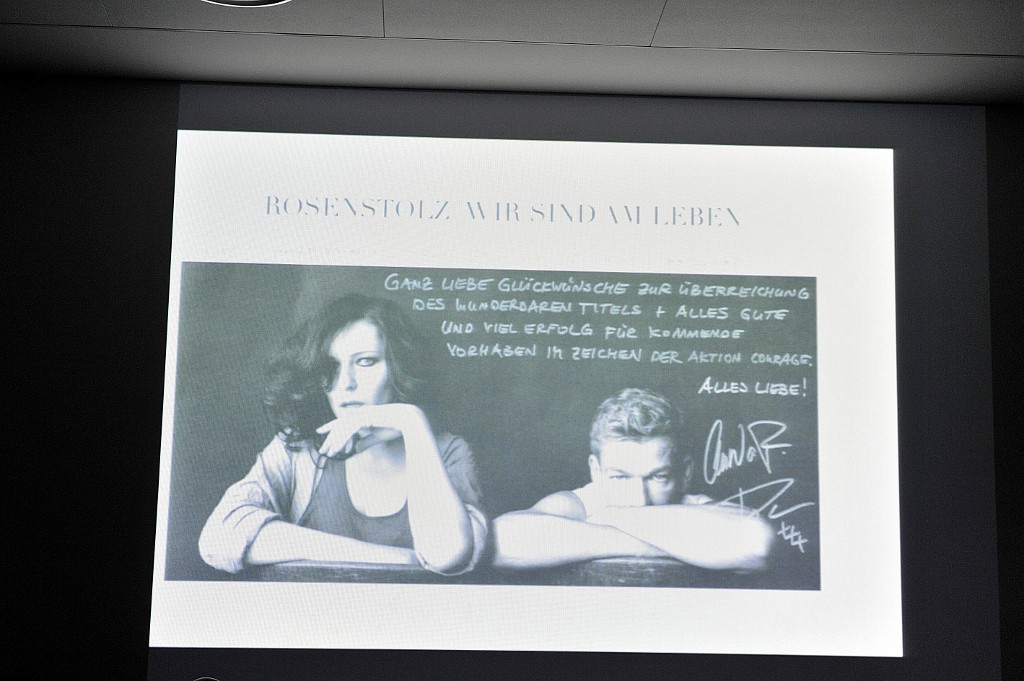 ROSENSTOLZ WIR SIND AM LEBEN
GANZ LIEBE GLÜCKWÜNSCHE ZUR ÜBERREICHUNG
DES WUNDERBAREN TITELS + ALLES GUTE
UND VIEL ERFOLG FÜR KOMMENDE
VORHABEN IM ZEICHEN DER AKTION COURAGE.
ALLES LIEBE!
AnNa R.